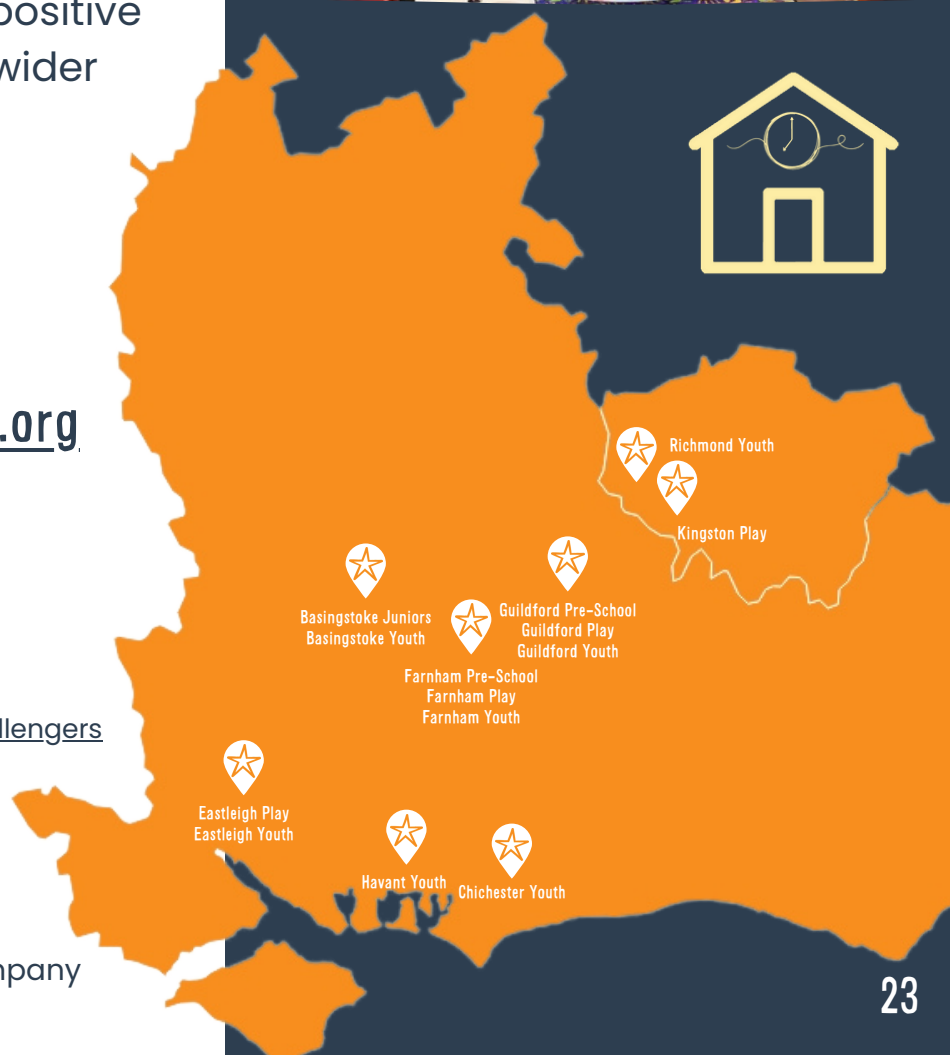 positive
wider
.org
Richmond Youth
Kingston Play
Basingstoke Juniors
Basingstoke Youth
Guildford Pre-School
Guildford Play
Guildford Youth
Farnham Pre-School
Farnham Play
Farnham Youth
llengers
Eastleigh Play
Eastleigh Youth
Havant Youth
Chichester Youth
mpany
23